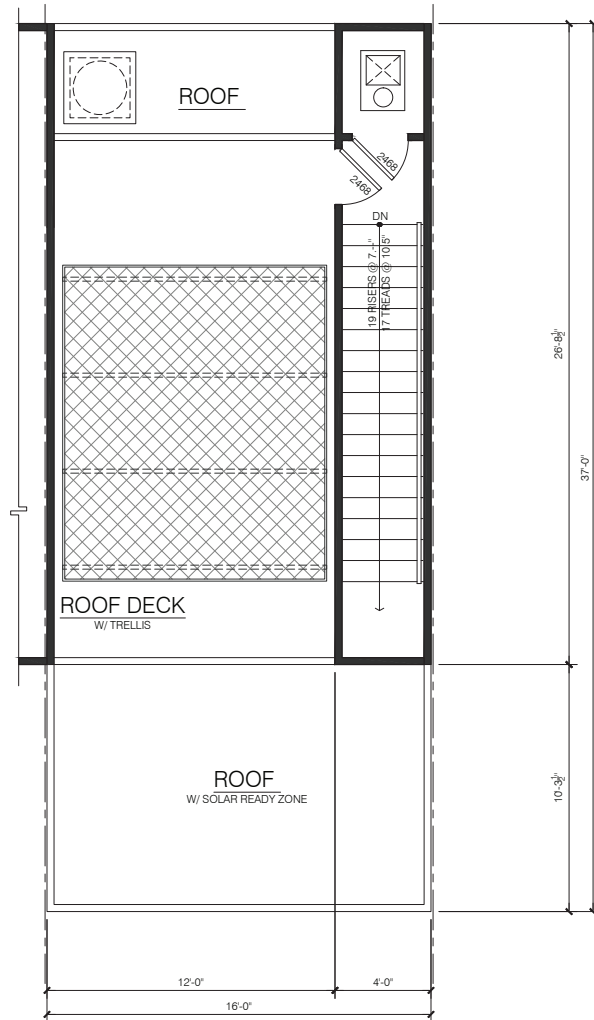 ROOF
2468
2468
DN
19 RISERS @ 7.-"
17 TREADS @ 10.5"
26'-8½"
37'-0"
ROOF DECK
W/ TRELLIS
ROOF
W/ SOLAR READY ZONE
10'-3½"
12'-0"
4'-0"
16'-0"